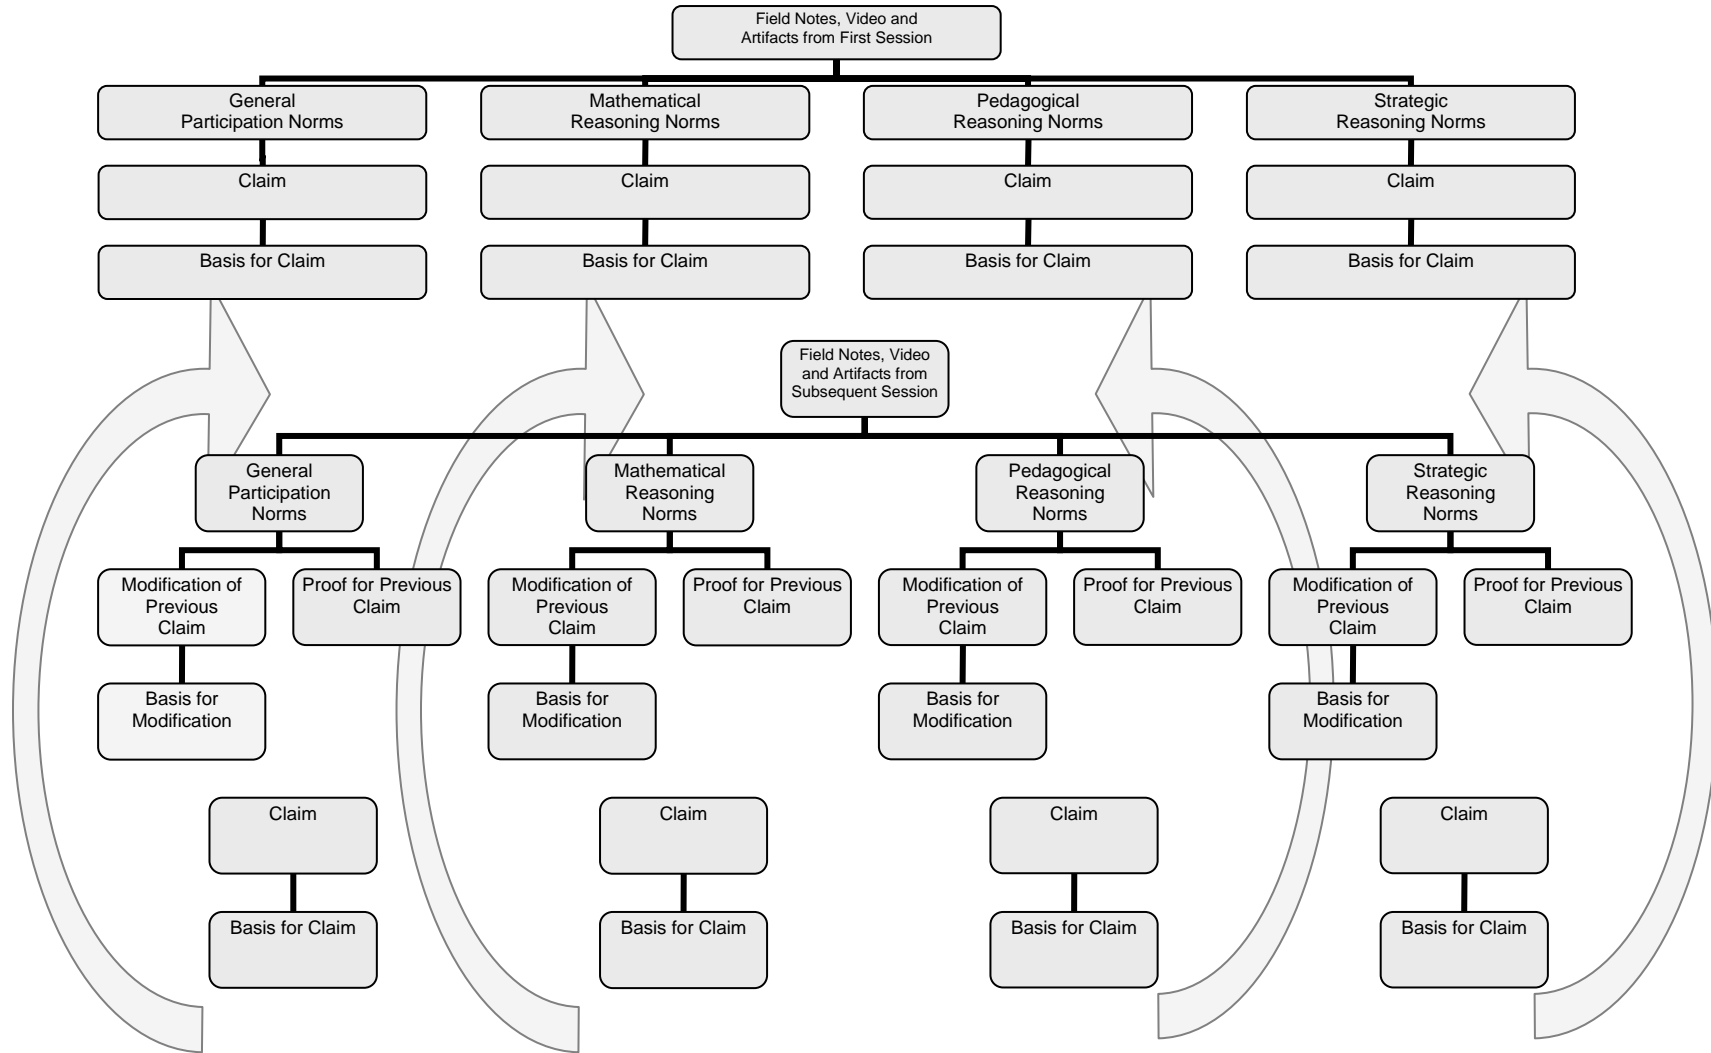 Field Notes, Video and
Artifacts from First Session
General
Participation Norms
Mathematical
Reasoning Norms
Pedagogical
Reasoning Norms
Strategic
Reasoning Norms
Claim
Claim
Claim
Claim
Basis for Claim
Basis for Claim
Basis for Claim
Basis for Claim
Field Notes, Video
and Artifacts from
Subsequent Session
General
Participation
Norms
Mathematical
Reasoning
Norms
Pedagogical
Reasoning
Norms
Strategic
Reasoning
Norms
Modification of
Previous
Claim
Proof for Previous
Claim
Modification of
Previous
Claim
Proof for Previous
Claim
Modification of
Previous
Claim
Proof for Previous
Claim
Modification of
Previous
Claim
Proof for Previous
Claim
Basis for
Modification
Basis for
Modification
Basis for
Modification
Basis for
Modification
Claim
Claim
Claim
Claim
Basis for Claim
Basis for Claim
Basis for Claim
Basis for Claim